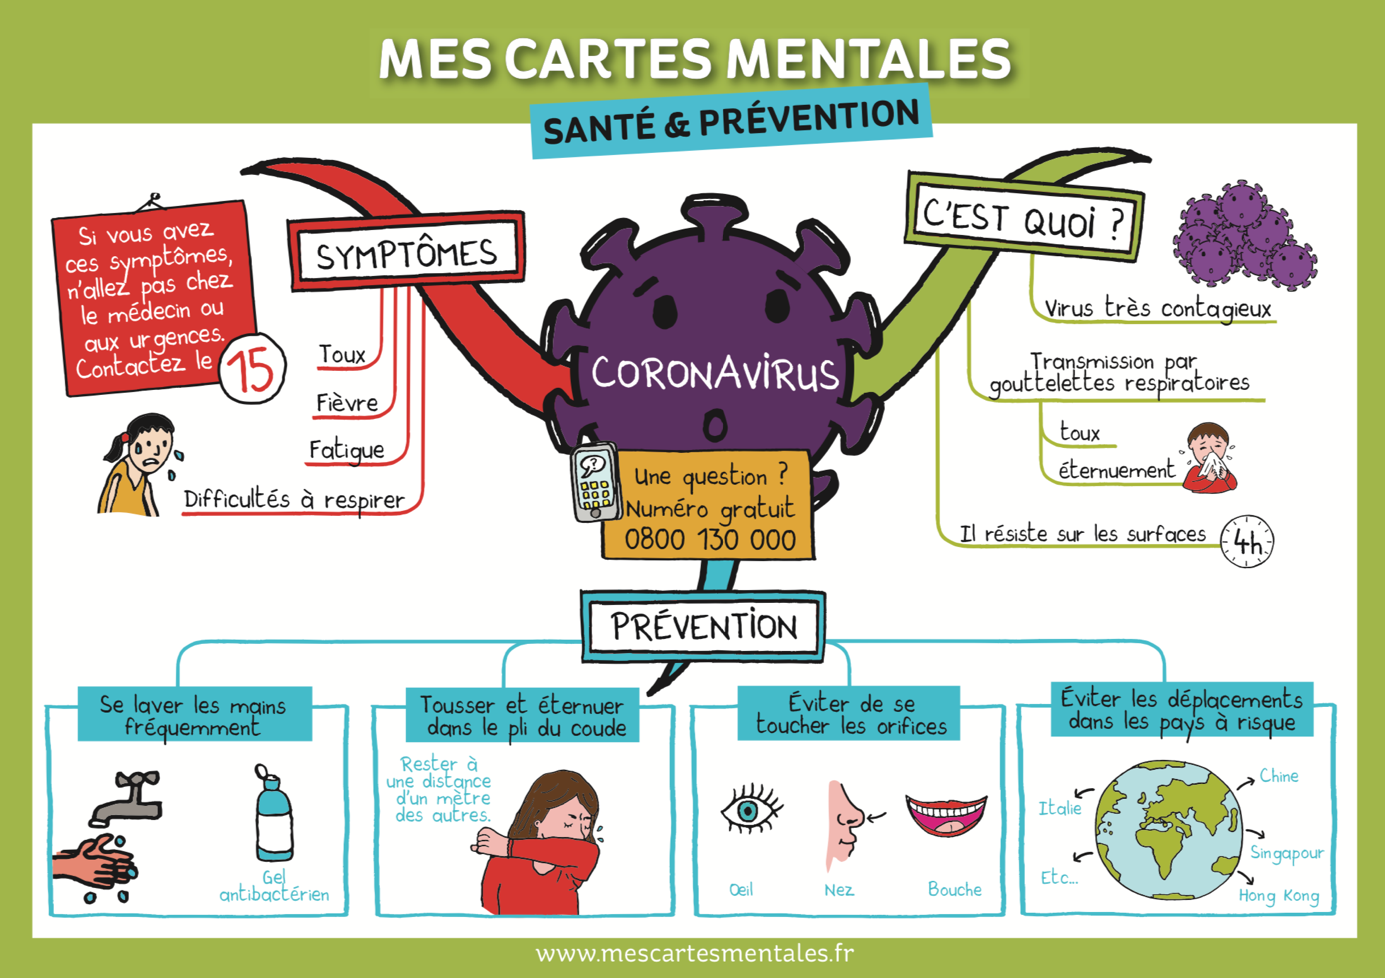 MES CARTES MENTALES
SANTÉ & PRÉVENTION
Si vous avez
ces symptômes,
n'allez pas chez
le médecin ou
aux urgences.
Contactez le
15
SYMPTÔMES
Toux
Fièvre
Fatigue
Difficultés à respirer
CORONAVIRUS
?
Une question ?
Numéro gratuit
0800 130 000
C'EST QUOI ?
Virus très contagieux
Transmission par
gouttelettes respiratoires
toux
éternuement
Il résiste sur les surfaces
4h
PRÉVENTION
Se laver les mains
fréquemment
Gel
antibactérien
Tousser et éternuer
dans le pli du coude
Rester à
une distance
d'un mètre
des autres.
Éviter de se
toucher les orifices
Œil
Nez
Bouche
Éviter les déplacements
dans les pays à risque
Chine
Italie
Singapour
Etc...
Hong Kong
www.mescartesmentales.fr